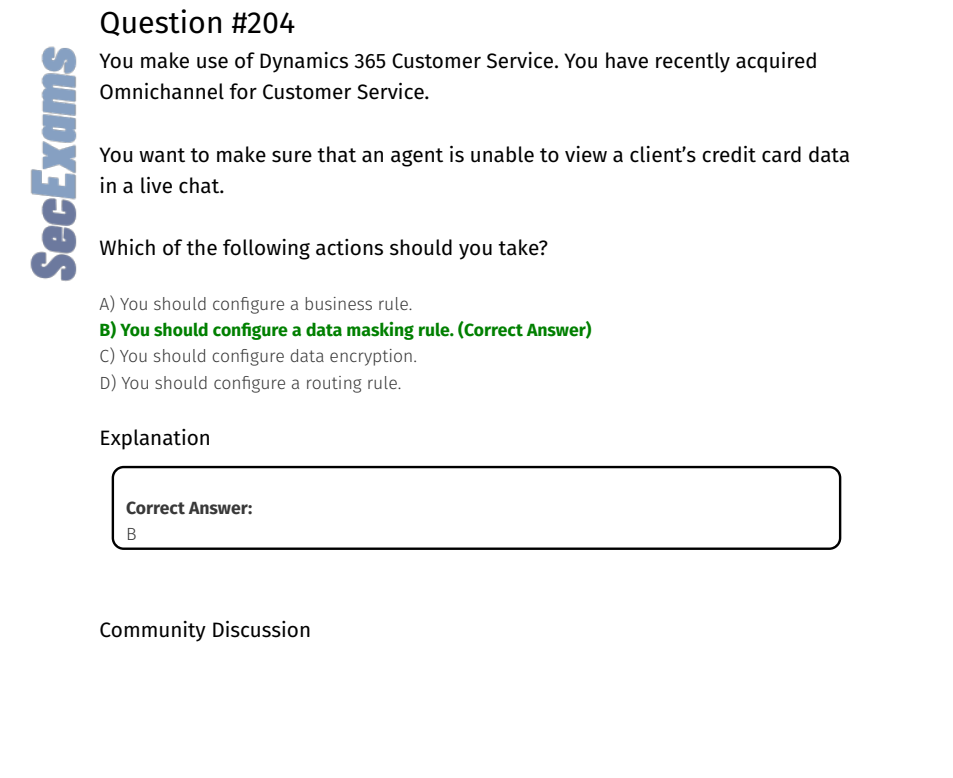 Question #204
You make use of Dynamics 365 Customer Service. You have recently acquired
Omnichannel for Customer Service.
You want to make sure that an agent is unable to view a client’s credit card data
in a live chat.
Which of the following actions should you take?
A) You should configure a business rule.
B) You should configure a data masking rule. (Correct Answer)
C) You should configure data encryption.
D) You should configure a routing rule.
Explanation
Correct Answer:
B
Community Discussion
SecExams